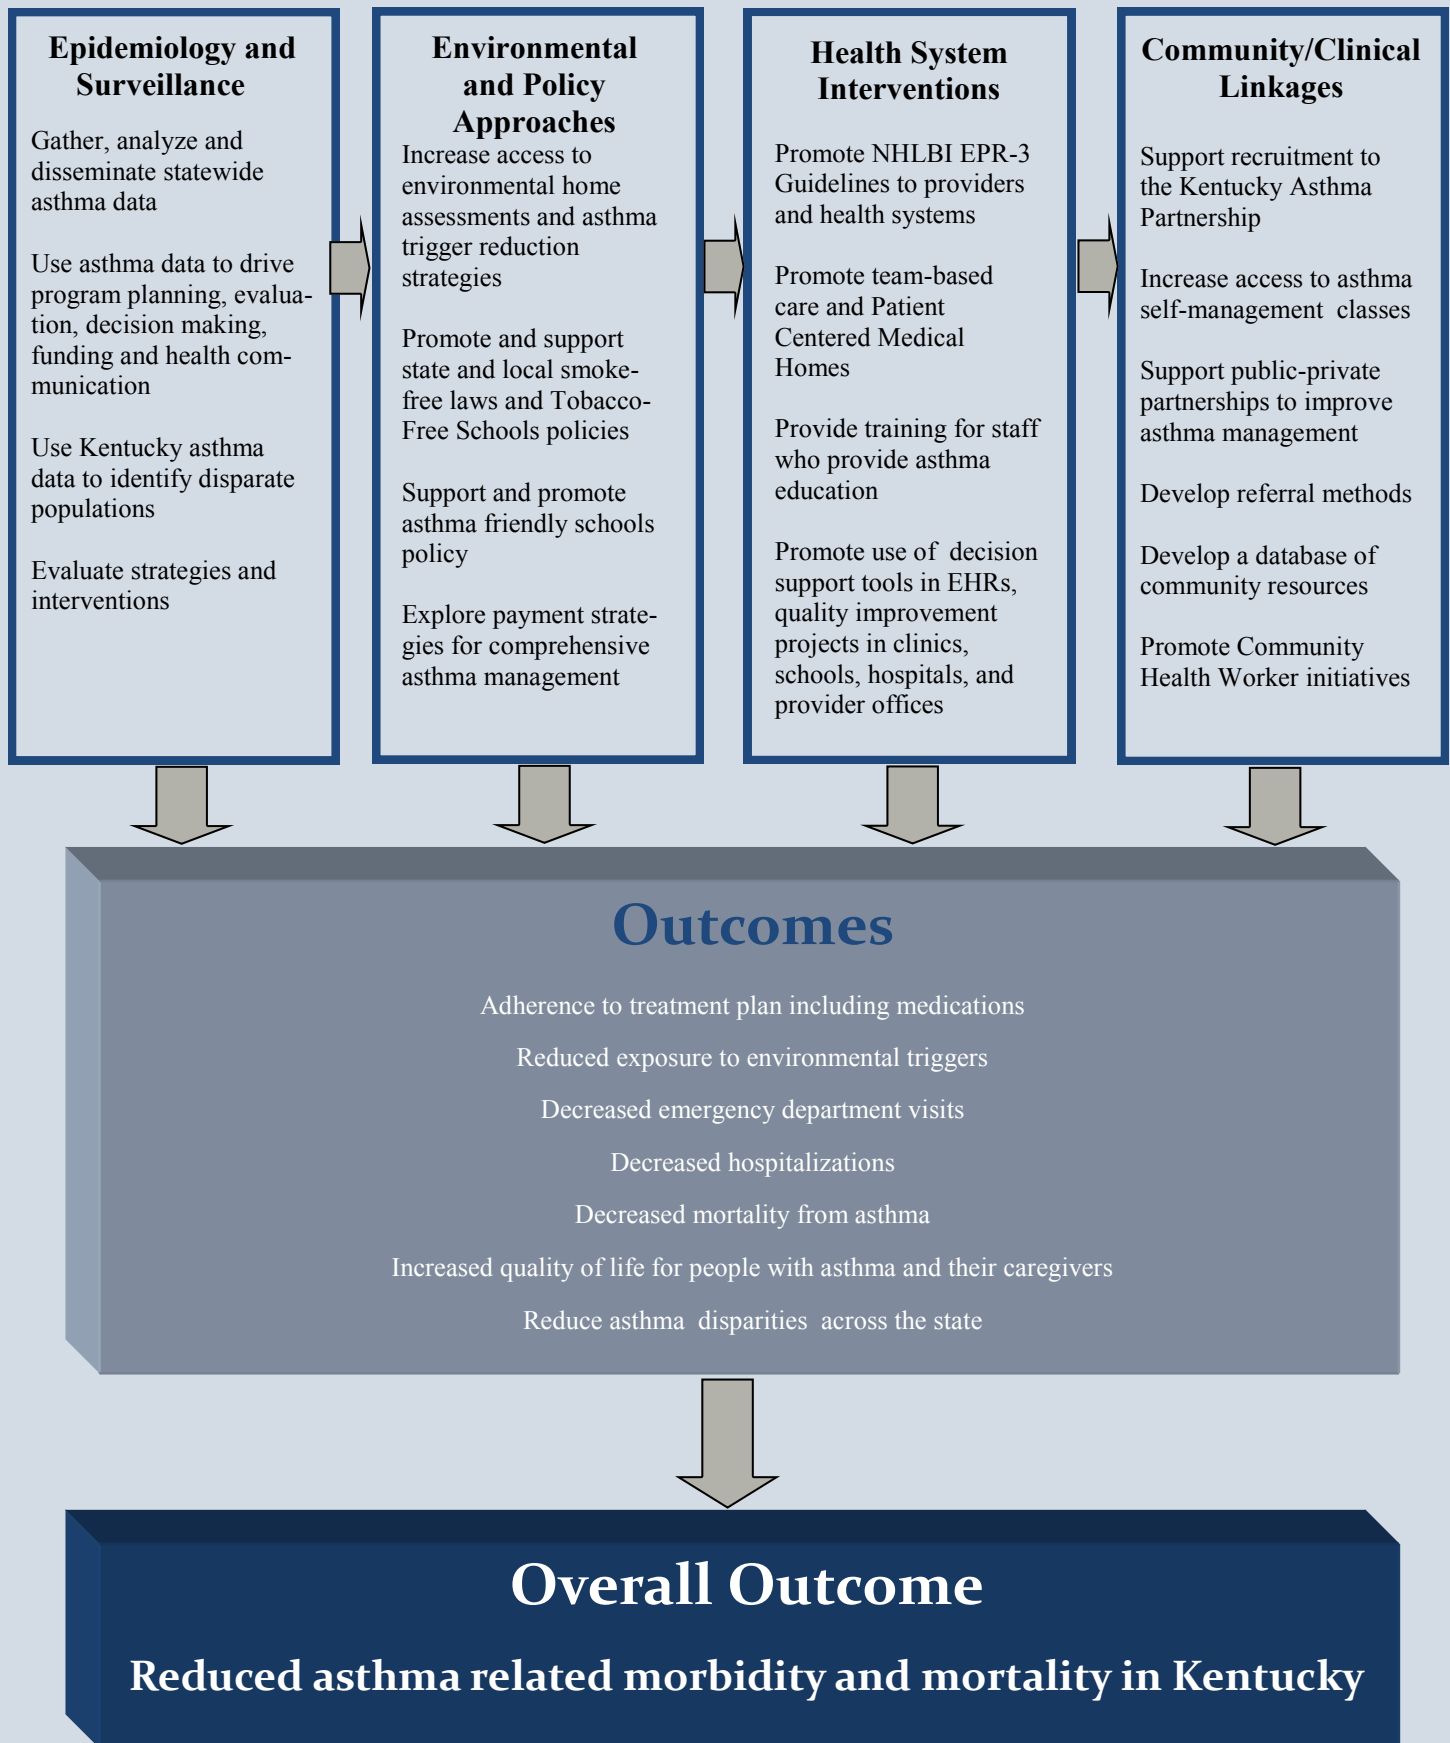 Epidemiology and
Surveillance
Gather, analyze and
disseminate statewide
asthma data
Use asthma data to drive
program planning, evalua-
tion, decision making,
funding and health com-
munication
Use Kentucky asthma
data to identify disparate
populations
Evaluate strategies and
interventions
Environmental
and Policy
Approaches
Increase access to
environmental home
assessments and asthma
trigger reduction
strategies
Promote and support
state and local smoke-
free laws and Tobacco-
Free Schools policies
Support and promote
asthma friendly schools
policy
Explore payment strate-
gies for comprehensive
asthma management
Health System
Interventions
Promote NHLBI EPR-3
Guidelines to providers
and health systems
Promote team-based
care and Patient
Centered Medical
Homes
Provide training for staff
who provide asthma
education
Promote use of  decision
support tools in EHRs,
quality improvement
projects in clinics,
schools, hospitals, and
provider offices
Community/Clinical
Linkages
Support recruitment to
the Kentucky Asthma
Partnership
Increase access to asthma
self-management  classes
Support public-private
partnerships to improve
asthma management
Develop referral methods
Develop a database of
community resources
Promote Community
Health Worker initiatives
Outcomes
Adherence to treatment plan including medications
Reduced exposure to environmental triggers
Decreased emergency department visits
Decreased hospitalizations
Decreased mortality from asthma
Increased quality of life for people with asthma and their caregivers
Reduce asthma  disparities  across the state
Overall Outcome
Reduced asthma related morbidity and mortality in Kentucky